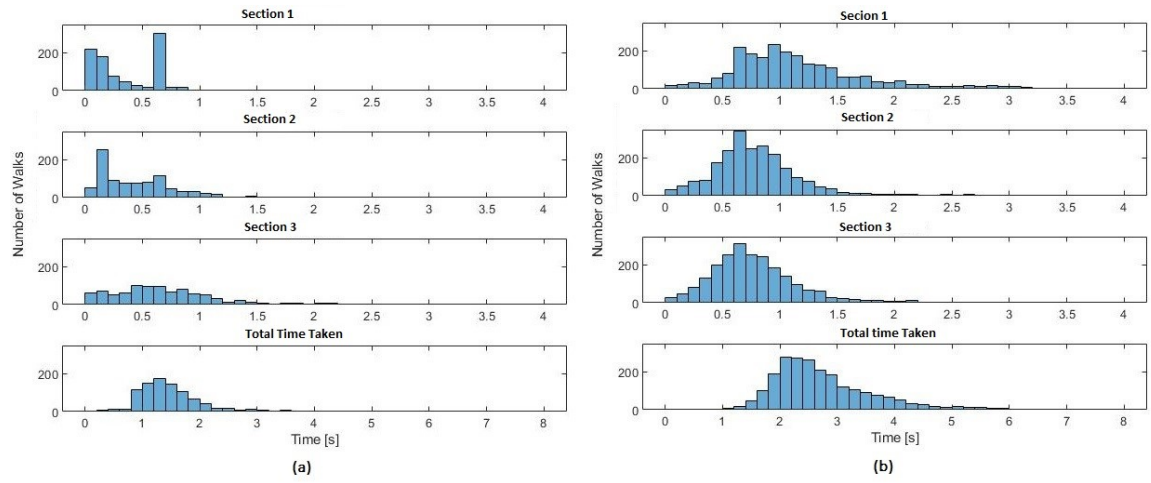 Section 1
200
0
0 0.5 1 1.5 2 2.5 3 3.5 4
Section 2
200
0
0 0.5 1 1.5 2 2.5 3 3.5 4
Section 3
200
0
0 0.5 1 1.5 2 2.5 3 3.5 4
Total Time Taken
200
0
0 1 2 3 4 5 6 7 8
Time [s]
Number of Walks
(a)
Secion 1
200
0
0 0.5 1 1.5 2 2.5 3 3.5 4
Section 2
200
0
0 0.5 1 1.5 2 2.5 3 3.5 4
Section 3
200
0
0 0.5 1 1.5 2 2.5 3 3.5 4
Total time Taken
200
0
0 1 2 3 4 5 6 7 8
Time [s]
Number of Walks
(b)